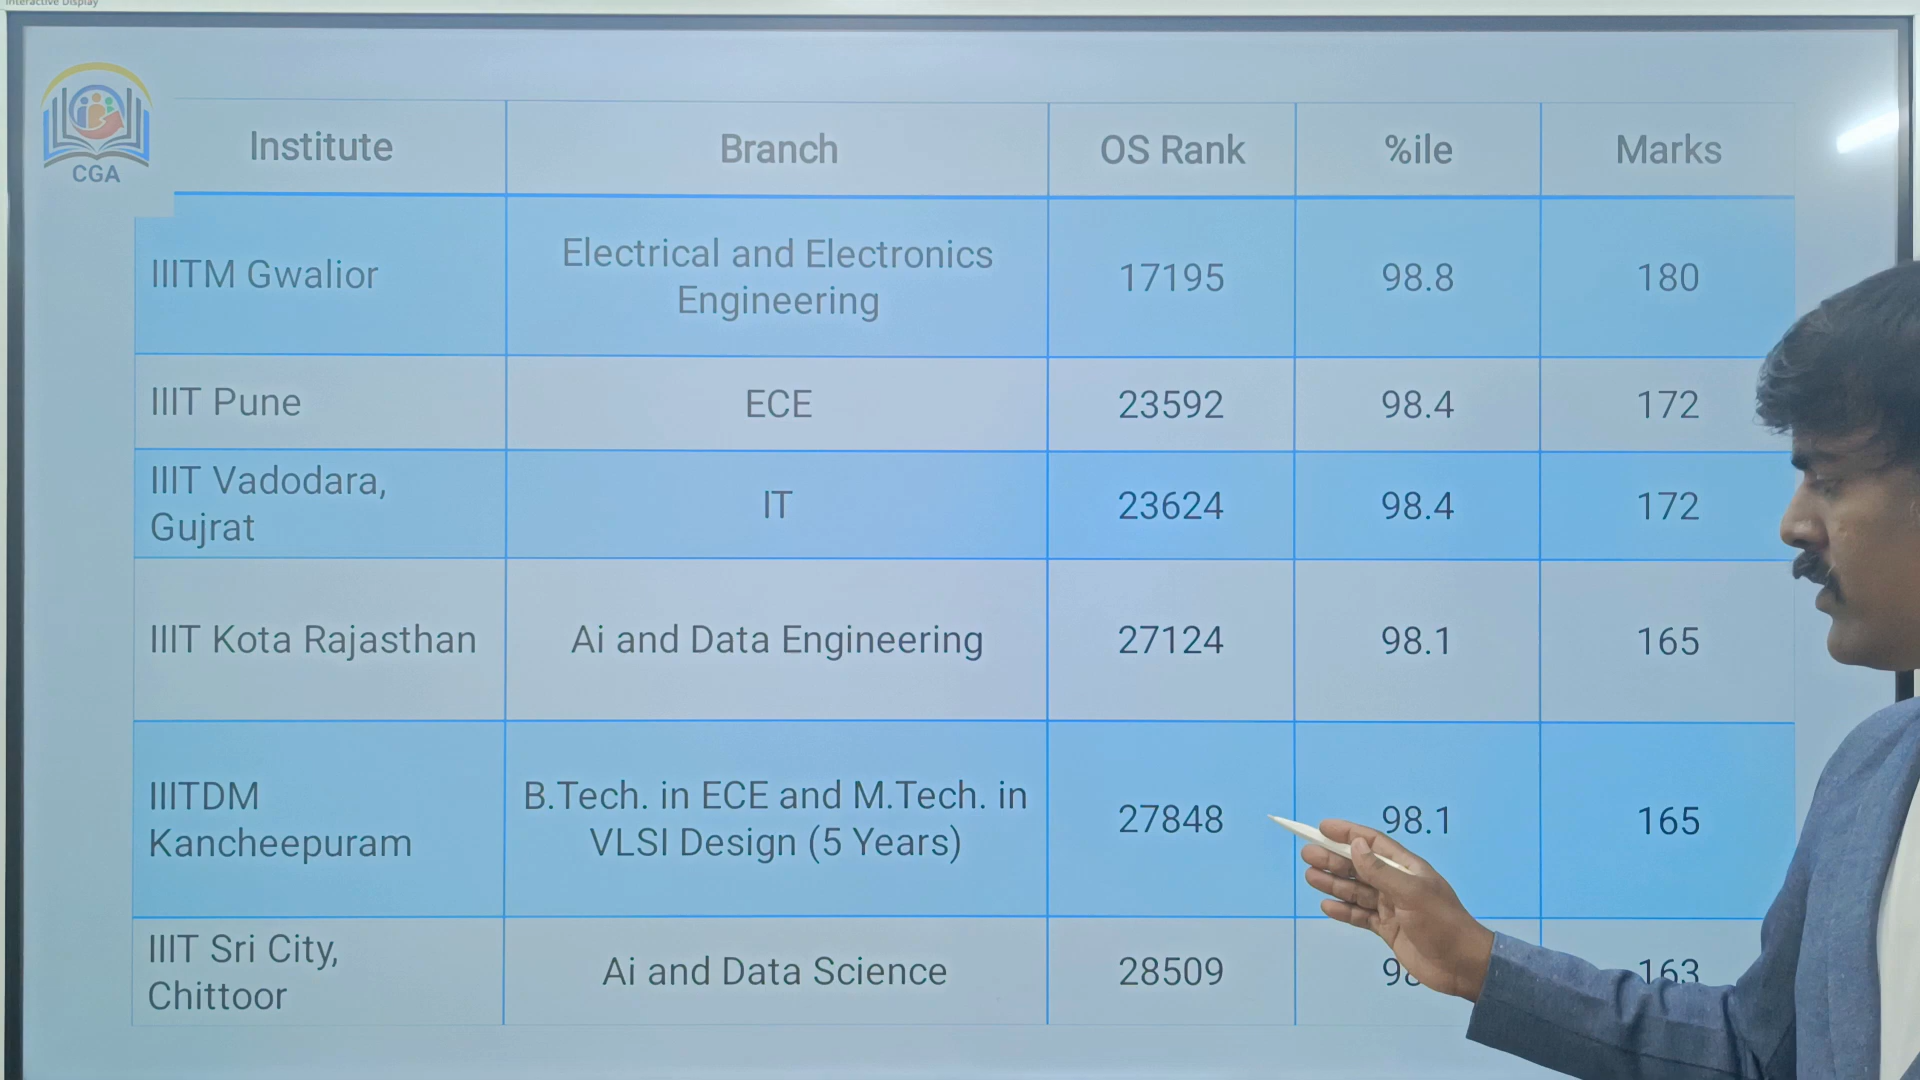 Interactive Display
CGA
Institute Branch OS Rank %ile Marks
IIITM Gwalior Electrical and Electronics Engineering 17195 98.8 180
IIIT Pune ECE 23592 98.4 172
IIIT Vadodara, Gujrat IT 23624 98.4 172
IIIT Kota Rajasthan Ai and Data Engineering 27124 98.1 165
IIITDM Kancheepuram B.Tech. in ECE and M.Tech. in VLSI Design (5 Years) 27848 98.1 165
IIIT Sri City, Chittoor Ai and Data Science 28509 163